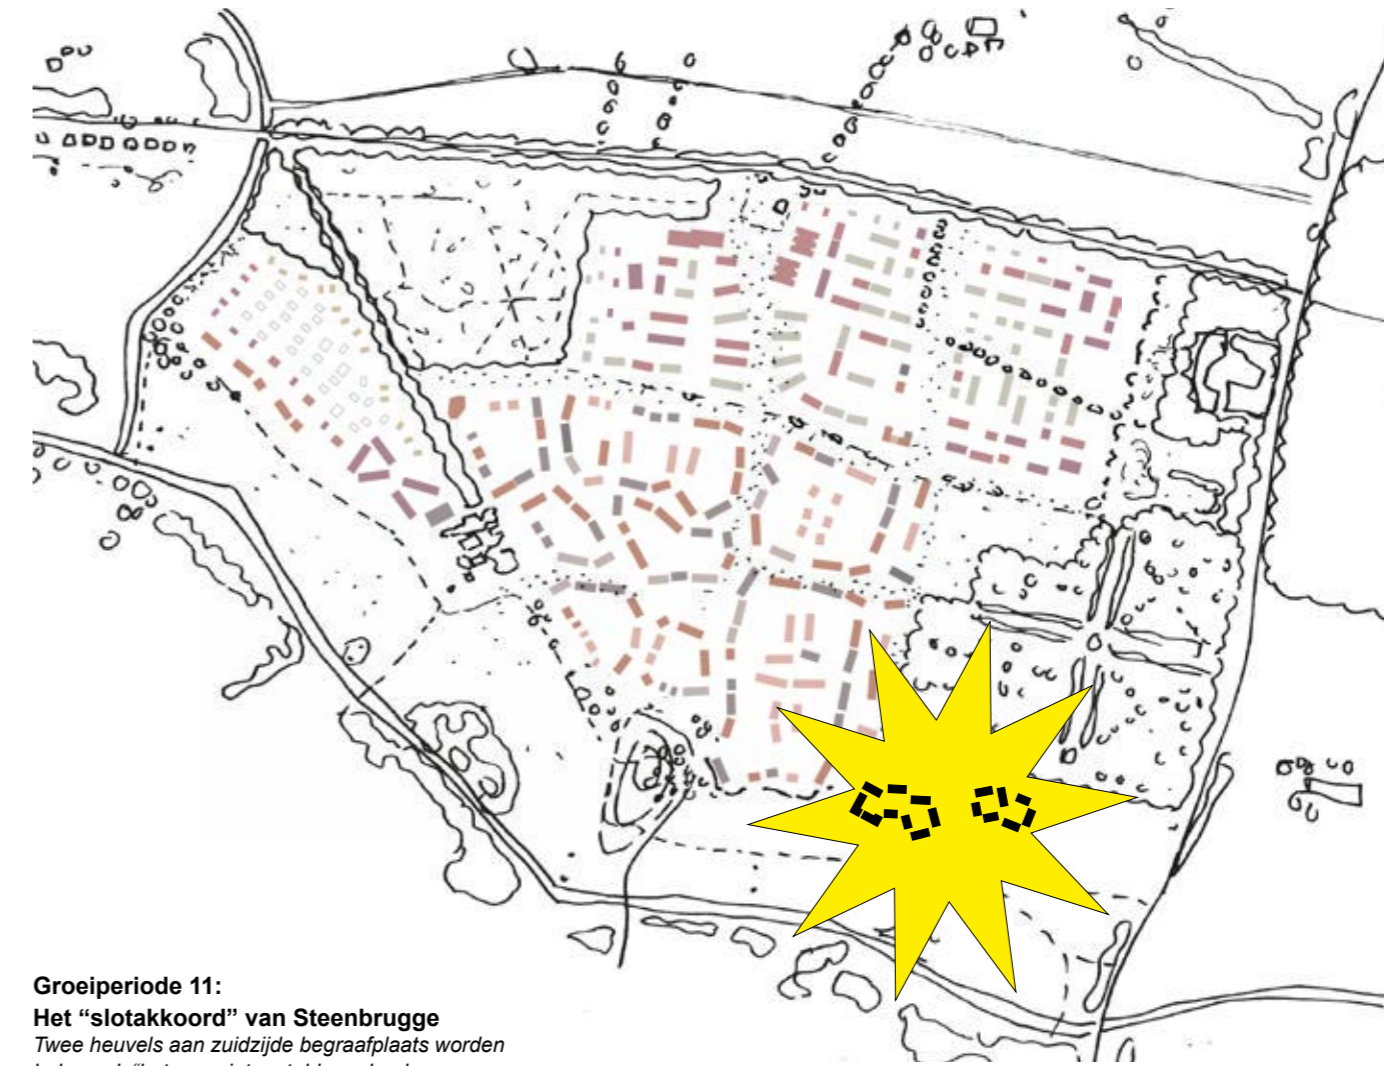 Groeiperiode 11:
Het “slotakkoord” van Steenbrugge
Twee heuvels aan zuidzijde begraafplaats worden